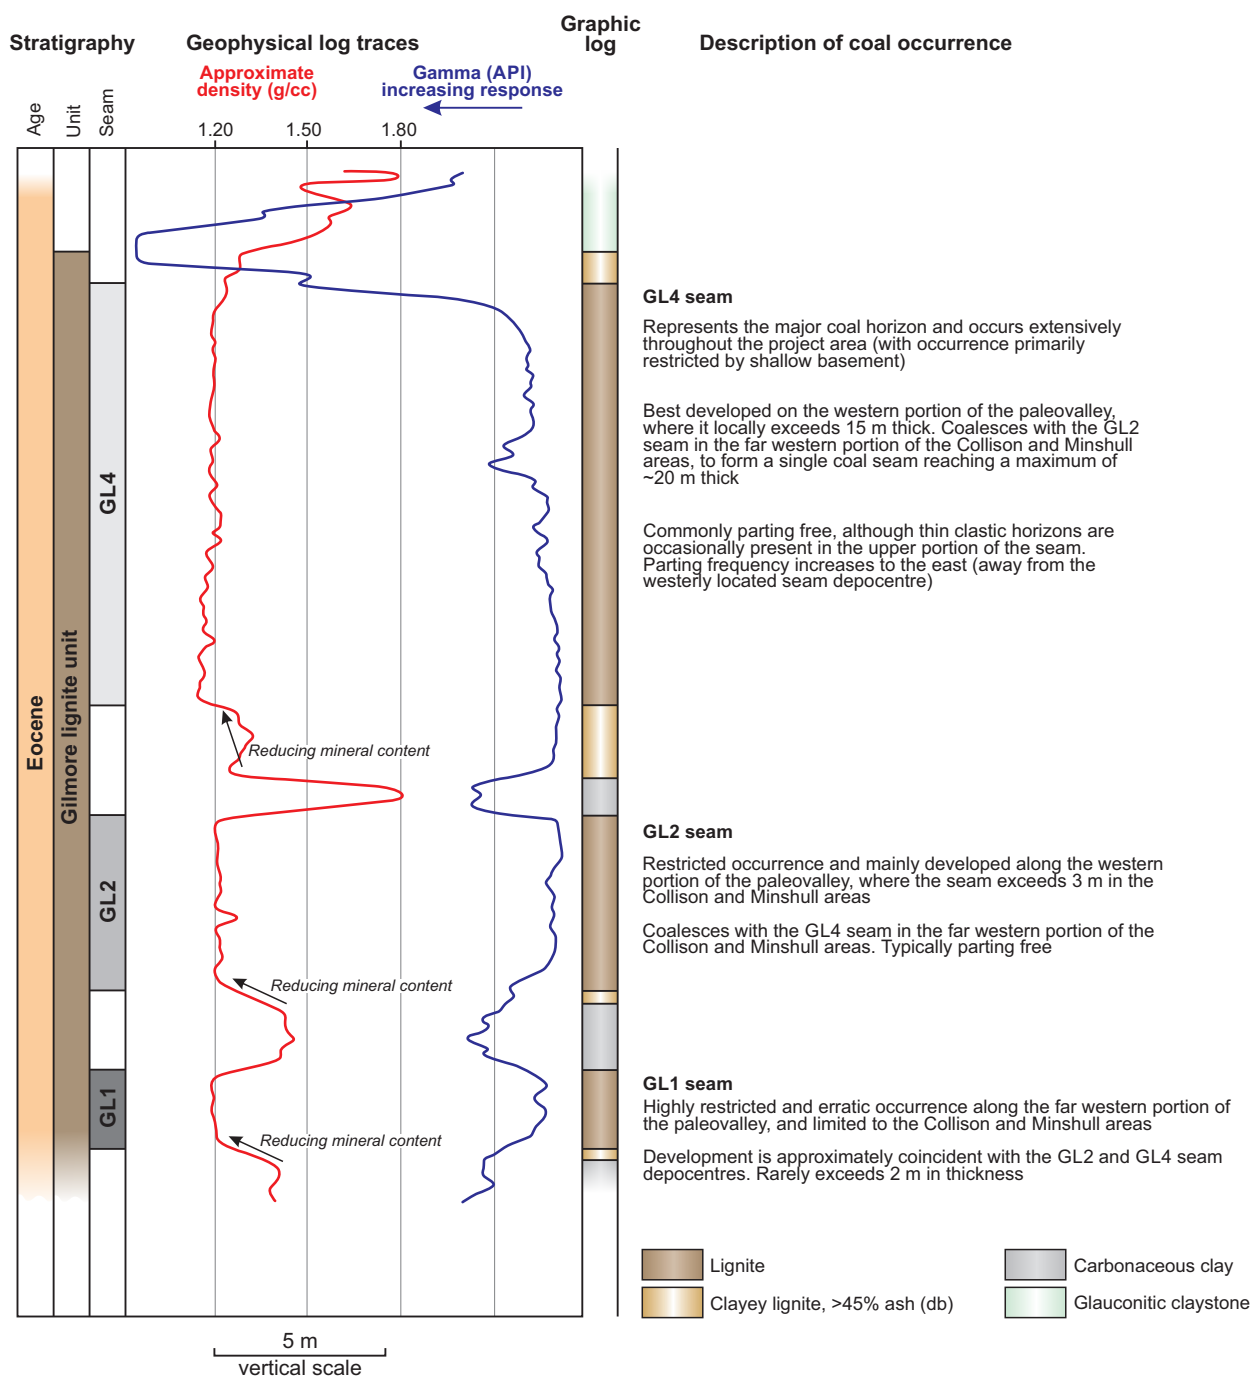 Stratigraphy
Geophysical log traces
Graphic
log
Description of coal occurrence
Age
Unit
Seam
Approximate
density (g/cc)
Gamma (API)
increasing response
1.20
1.50
1.80
Eocene
Gilmore lignite unit
GL4
GL2
GL1
Reducing mineral content
Reducing mineral content
Reducing mineral content
GL4 seam
Represents the major coal horizon and occurs extensively
throughout the project area (with occurrence primarily
restricted by shallow basement)
Best developed on the western portion of the paleovalley,
where it locally exceeds 15 m thick. Coalesces with the GL2
seam in the far western portion of the Collison and Minshull
areas, to form a single coal seam reaching a maximum of
~20 m thick
Commonly parting free, although thin clastic horizons are
occasionally present in the upper portion of the seam.
Parting frequency increases to the east (away from the
westerly located seam depocentre)
GL2 seam
Restricted occurrence and mainly developed along the western
portion of the paleovalley, where the seam exceeds 3 m in the
Collison and Minshull areas
Coalesces with the GL4 seam in the far western portion of the
Collison and Minshull areas. Typically parting free
GL1 seam
Highly restricted and erratic occurrence along the far western portion of
the paleovalley, and limited to the Collison and Minshull areas
Development is approximately coincident with the GL2 and GL4 seam
depocentres. Rarely exceeds 2 m in thickness
Lignite
Carbonaceous clay
Clayey lignite, >45% ash (db)
Glauconitic claystone
5 m
vertical scale